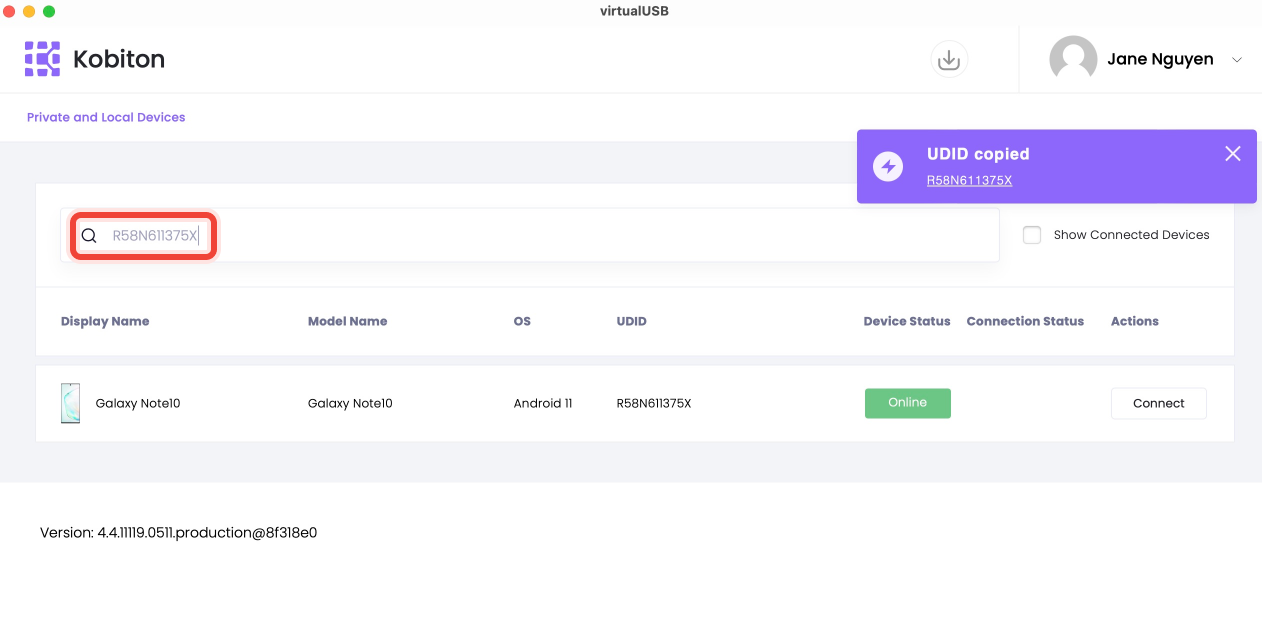 virtualUSB
Kobiton
Jane Nguyen
Private and Local Devices
UDID copied
R58N611375X
R58N611375X
Show Connected Devices
Display Name Model Name OS UDID Device Status Connection Status Actions
Galaxy Note10 Galaxy Note10 Android 11 R58N611375X Online Connect
Version: 4.4.11119.0511.production@8f318e0